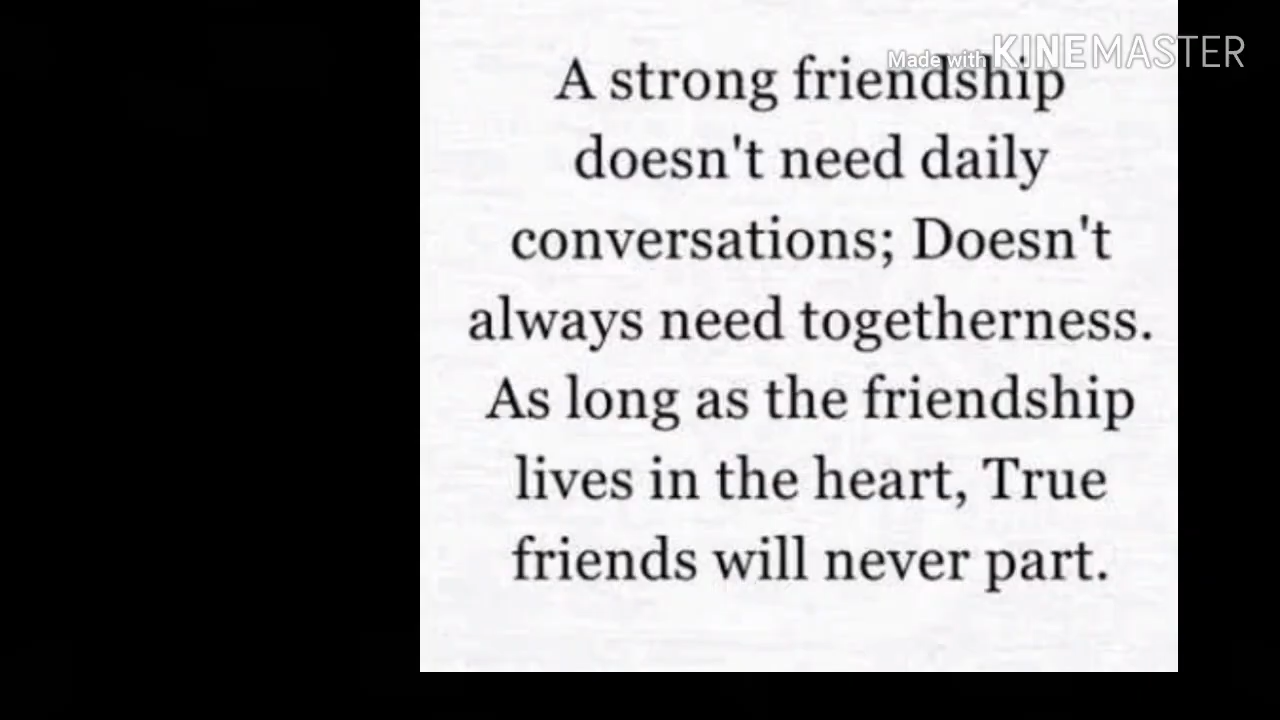 Made with KINEMASTER
A strong friendship
doesn't need daily
conversations; Doesn't
always need togetherness.
As long as the friendship
lives in the heart, True
friends will never part.